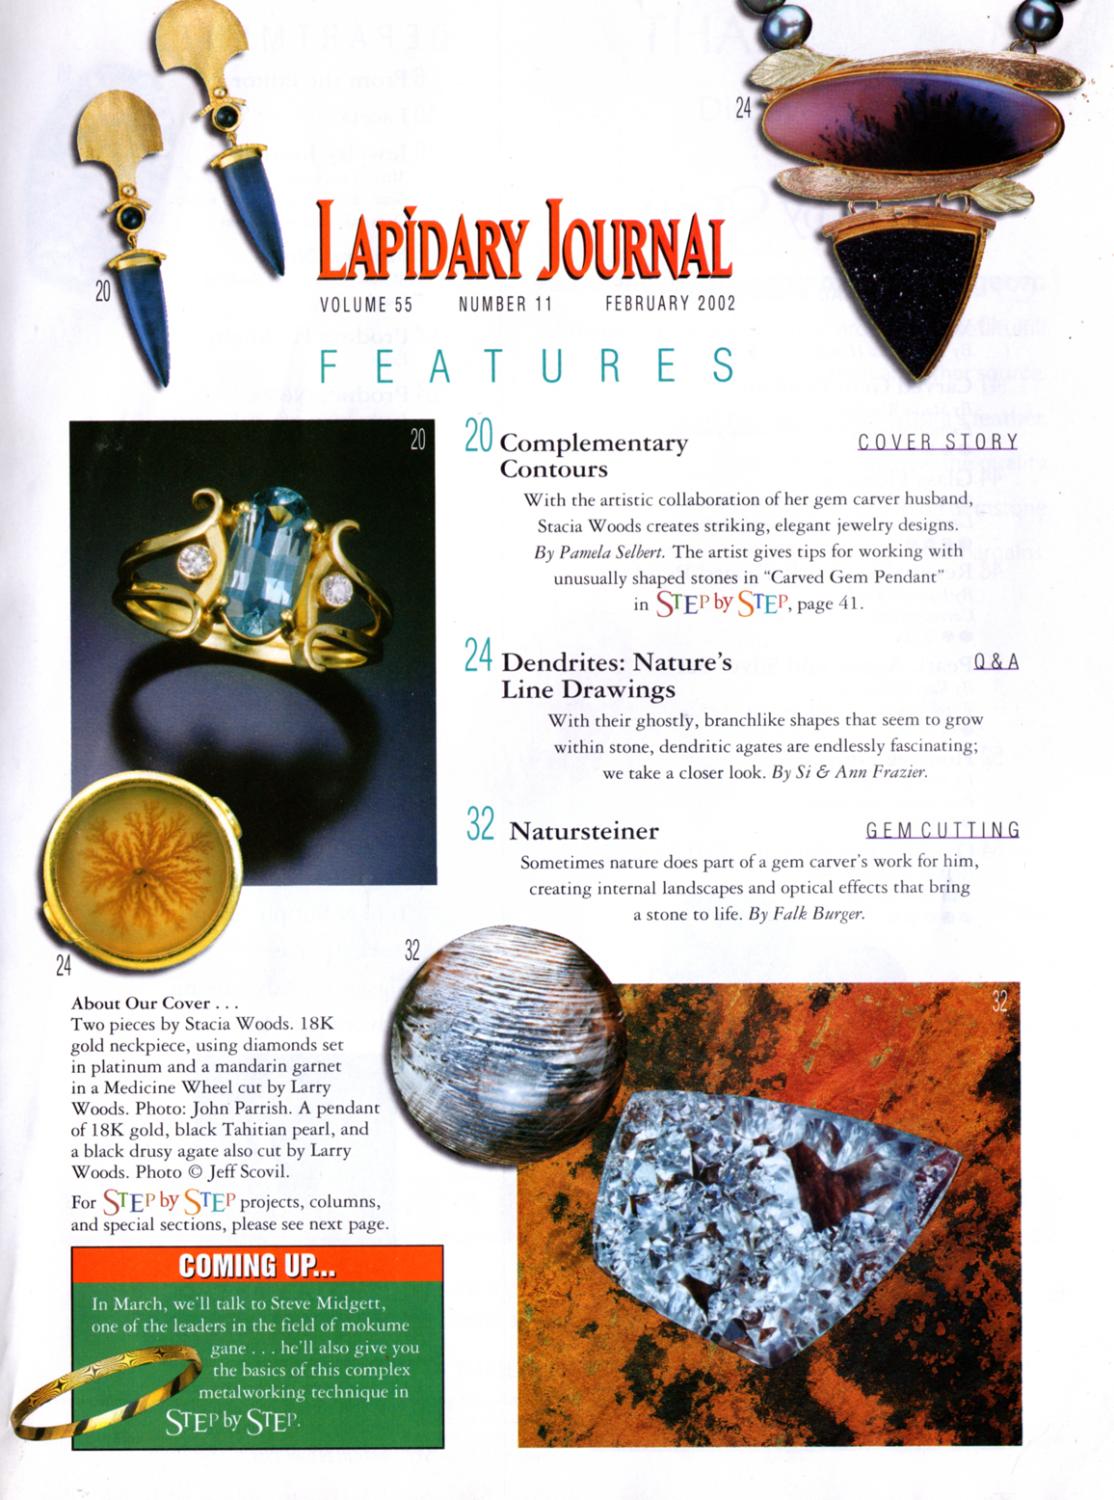 24
20
LAPIDARY JOURNAL
VOLUME 55 NUMBER 11 FEBRUARY 2002
FEATURES
20
20 Complementary COVER STORY
Contours
With the artistic collaboration of her gem carver husband,
Stacia Woods creates striking, elegant jewelry designs.
By Pamela Selbert. The artist gives tips for working with
unusually shaped stones in “Carved Gem Pendant”
in STEP by STEP, page 41.
24 Dendrites: Nature’s Q & A
Line Drawings
With their ghostly, branchlike shapes that seem to grow
within stone, dendritic agates are endlessly fascinating;
we take a closer look. By Si & Ann Frazier.
32 Natursteiner GEM CUTTING
Sometimes nature does part of a gem carver’s work for him,
creating internal landscapes and optical effects that bring
a stone to life. By Falk Burger.
24
32
32
About Our Cover . . .
Two pieces by Stacia Woods. 18K
gold neckpiece, using diamonds set
in platinum and a mandarin garnet
in a Medicine Wheel cut by Larry
Woods. Photo: John Parrish. A pendant
of 18K gold, black Tahitian pearl, and
a black drusy agate also cut by Larry
Woods. Photo © Jeff Scovil.
For STEP by STEP projects, columns,
and special sections, please see next page.
COMING UP...
In March, we’ll talk to Steve Midgett,
one of the leaders in the field of mokume
gane . . . he’ll also give you
the basics of this complex
metalworking technique in
STEP by STEP.